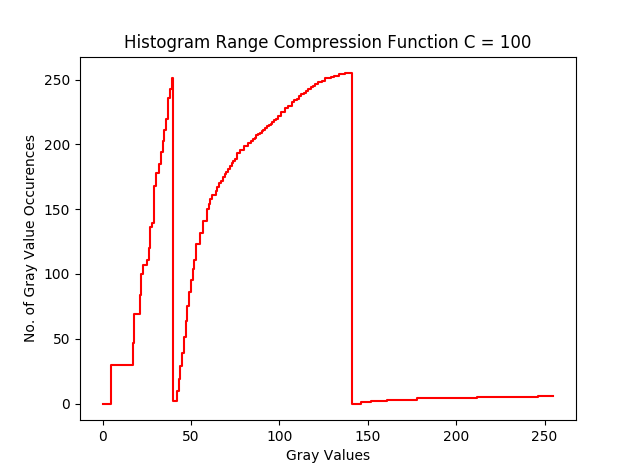 Histogram Range Compression Function C = 100
No. of Gray Value Occurences
250
200
150
100
50
0
0 50 100 150 200 250
Gray Values